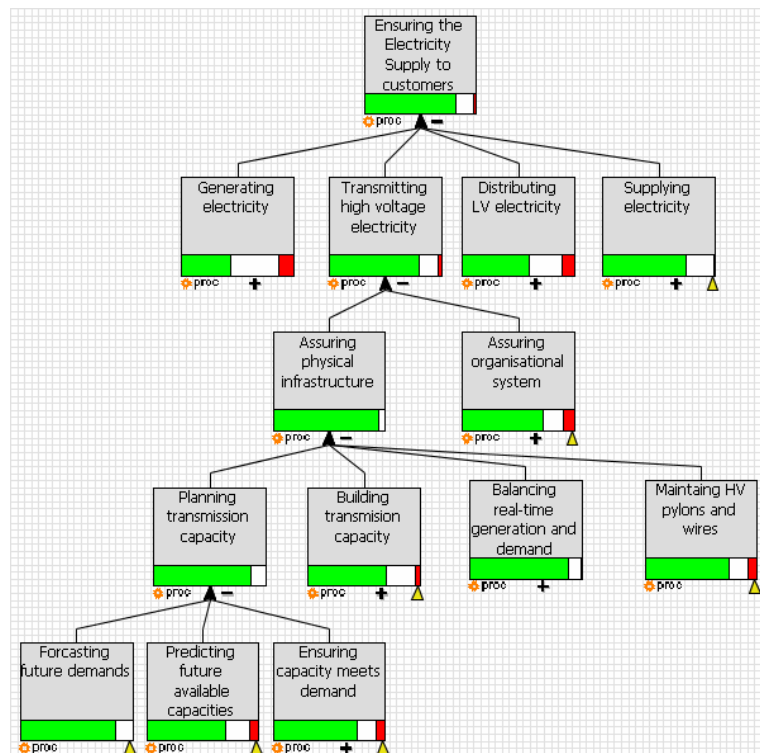 Ensuring the
Electricity
Supply to
customers
proc
Generating
electricity
proc
Transmitting
high voltage
electricity
proc
Distributing
LV electricity
proc
Supplying
electricity
proc
Assuring
physical
infrastructure
proc
Assuring
organisational
system
proc
Planning
transmission
capacity
proc
Building
transmision
capacity
proc
Balancing
real-time
generation and
demand
proc
Maintaing HV
pylons and
wires
proc
Forcasting
future demands
proc
Predicting
future
available
capacities
proc
Ensuring
capacity meets
demand
proc